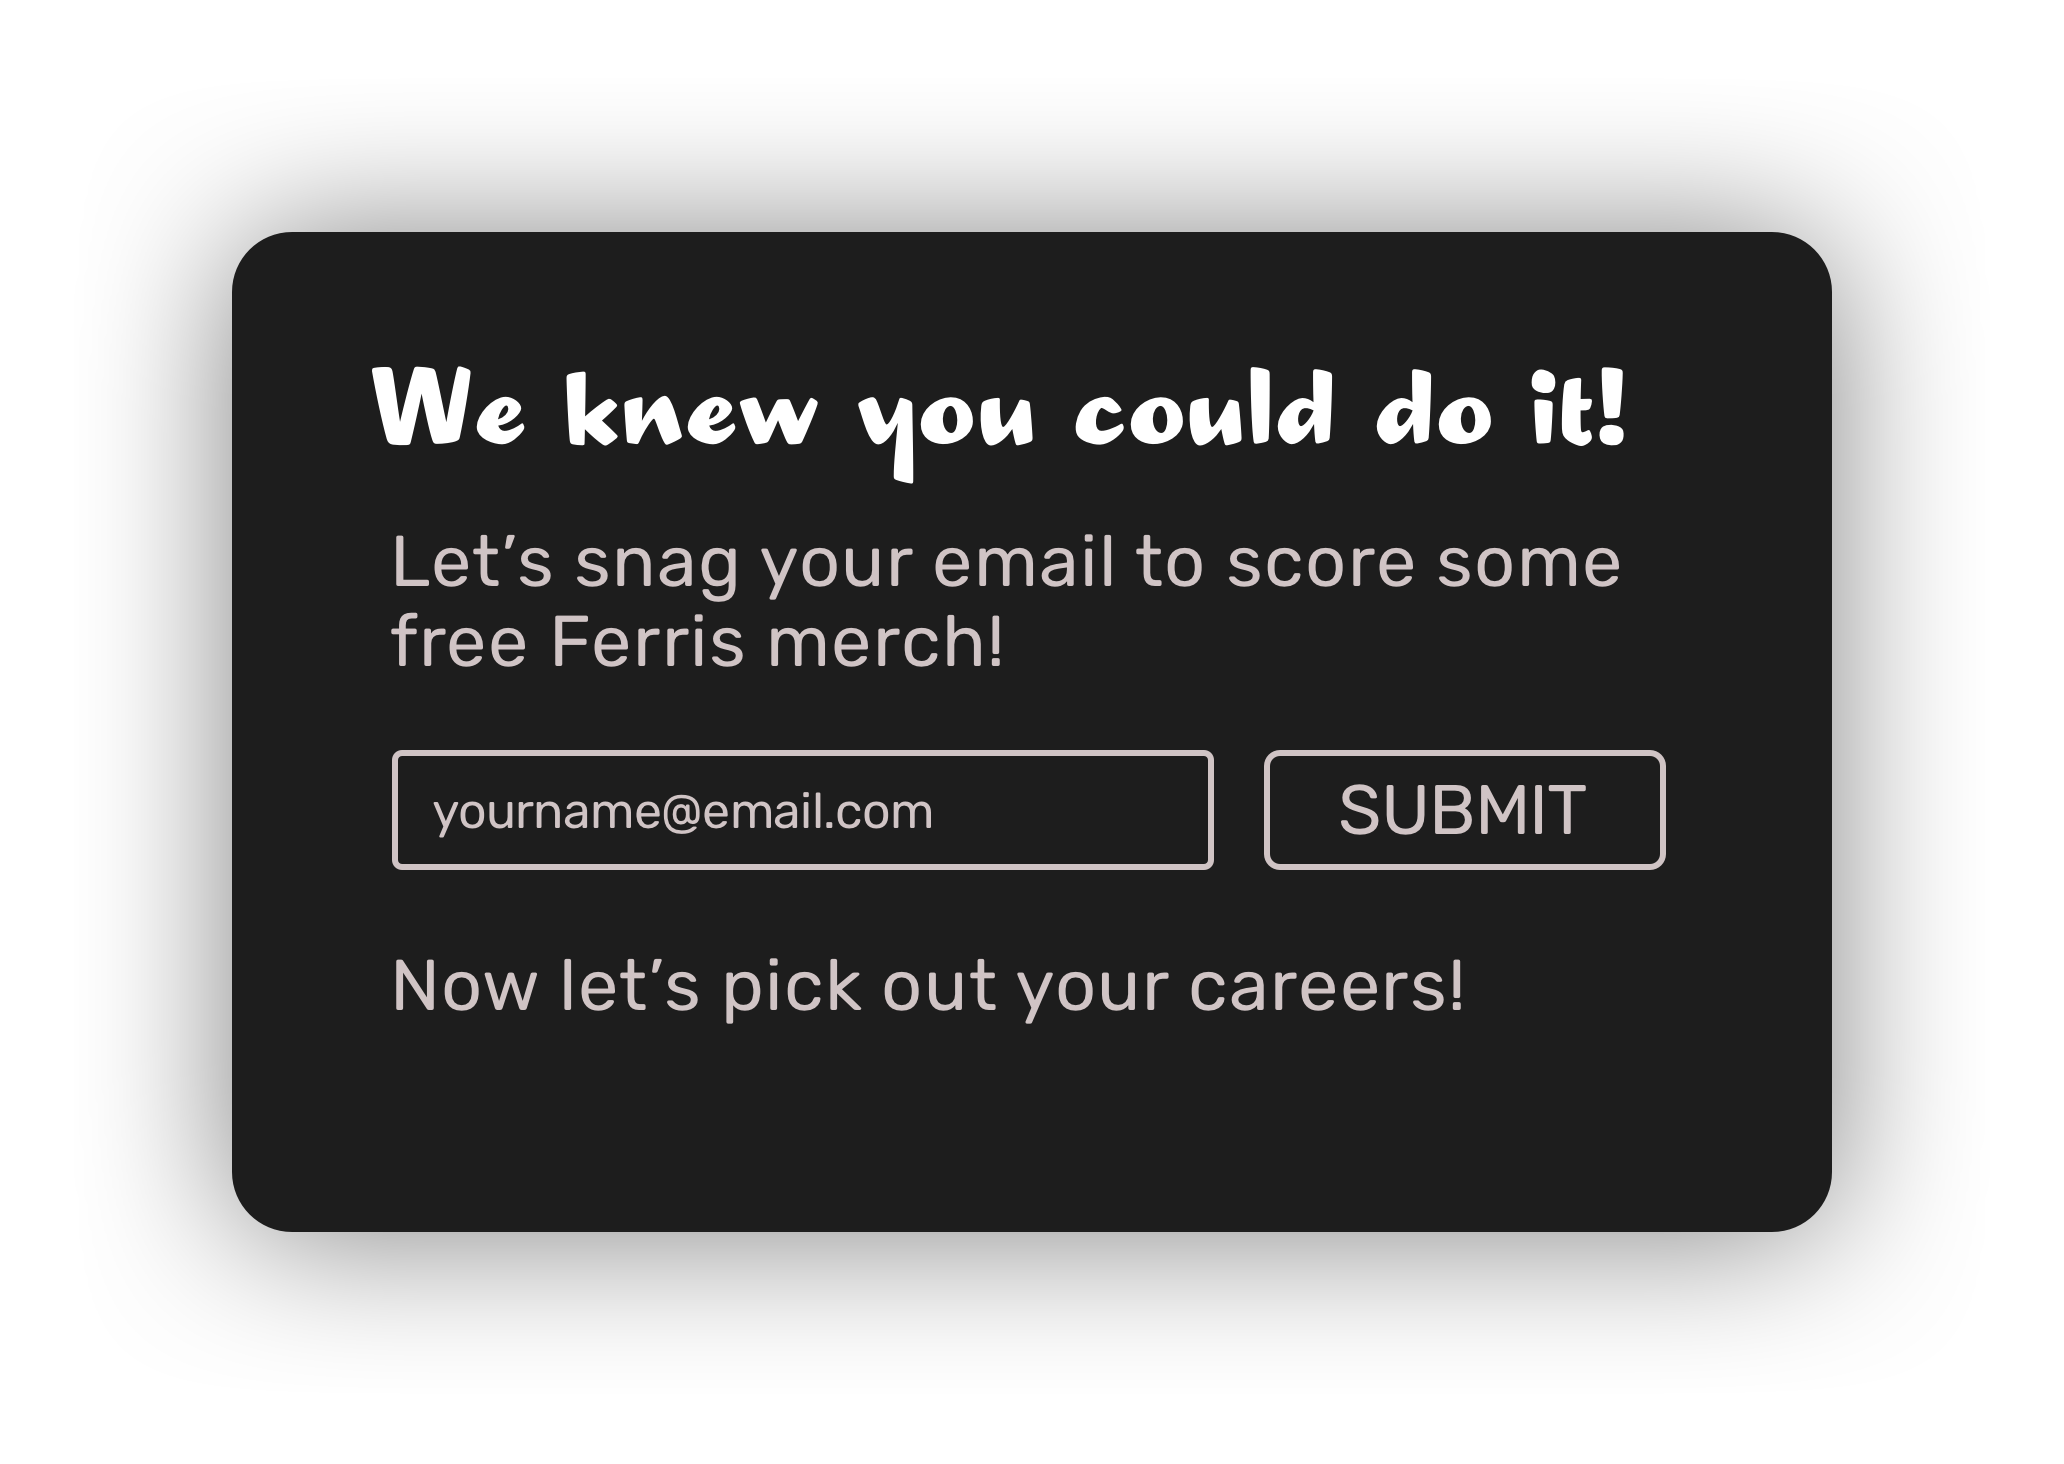 We knew you could do it!
Let’s snag your email to score some
free Ferris merch!
yourname@email.com
SUBMIT
Now let’s pick out your careers!